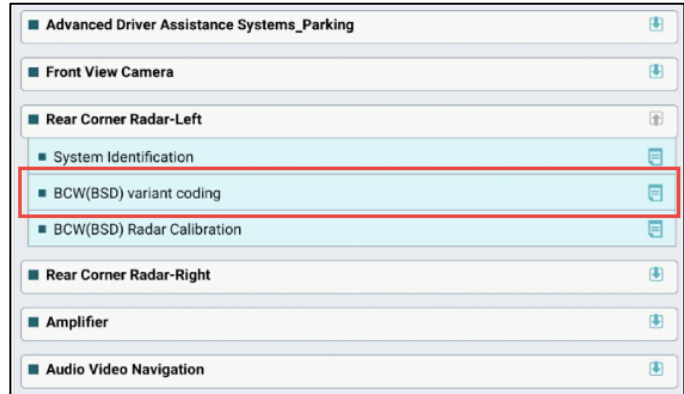 Advanced Driver Assistance Systems_Parking
Front View Camera
Rear Corner Radar-Left
System Identification
BCW(BSD) variant coding
BCW(BSD) Radar Calibration
Rear Corner Radar-Right
Amplifier
Audio Video Navigation